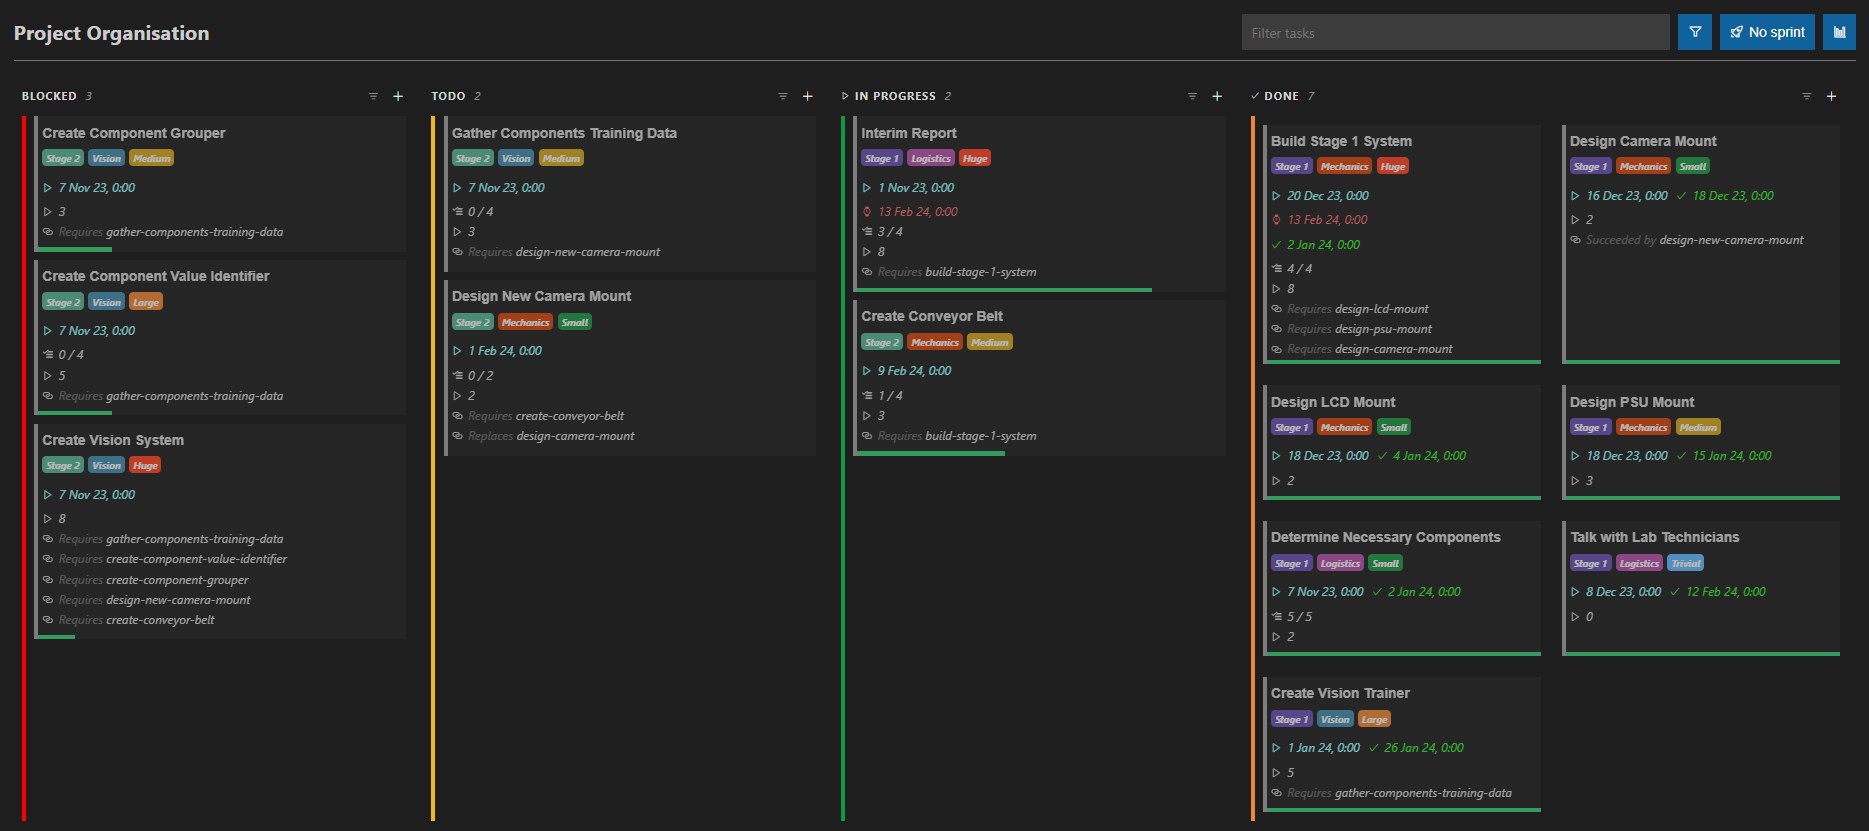 Project Organisation
Filter tasks
No sprint
BLOCKED 3
Create Component Grouper
Stage 2 Vision Medium
7 Nov 23, 0:00
3
Requires gather-components-training-data
Create Component Value Identifier
Stage 2 Vision Large
7 Nov 23, 0:00
0 / 4
5
Requires gather-components-training-data
Create Vision System
Stage 2 Vision Huge
7 Nov 23, 0:00
8
Requires gather-components-training-data
Requires create-component-value-identifier
Requires create-component-grouper
Requires design-new-camera-mount
Requires create-conveyor-belt
TODO 2
Gather Components Training Data
Stage 2 Vision Medium
7 Nov 23, 0:00
0 / 4
3
Requires design-new-camera-mount
Design New Camera Mount
Stage 2 Mechanics Small
1 Feb 24, 0:00
0 / 2
2
Requires create-conveyor-belt
Replaces design-camera-mount
IN PROGRESS 2
Interim Report
Stage 1 Logistics Huge
1 Nov 23, 0:00
13 Feb 24, 0:00
3 / 4
8
Requires build-stage-1-system
Create Conveyor Belt
Stage 2 Mechanics Medium
9 Feb 24, 0:00
1 / 4
3
Requires build-stage-1-system
DONE 7
Build Stage 1 System
Stage 1 Mechanics Huge
20 Dec 23, 0:00
13 Feb 24, 0:00
2 Jan 24, 0:00
4 / 4
8
Requires design-lcd-mount
Requires design-psu-mount
Requires design-camera-mount
Design Camera Mount
Stage 1 Mechanics Small
16 Dec 23, 0:00 18 Dec 23, 0:00
2
Succeeded by design-new-camera-mount
Design LCD Mount
Stage 1 Mechanics Small
18 Dec 23, 0:00 4 Jan 24, 0:00
2
Design PSU Mount
Stage 1 Mechanics Medium
18 Dec 23, 0:00 15 Jan 24, 0:00
3
Determine Necessary Components
Stage 1 Logistics Small
7 Nov 23, 0:00 2 Jan 24, 0:00
5 / 5
2
Talk with Lab Technicians
Stage 1 Logistics Trivial
8 Dec 23, 0:00 12 Feb 24, 0:00
0
Create Vision Trainer
Stage 1 Vision Large
1 Jan 24, 0:00 26 Jan 24, 0:00
5
Requires gather-components-training-data